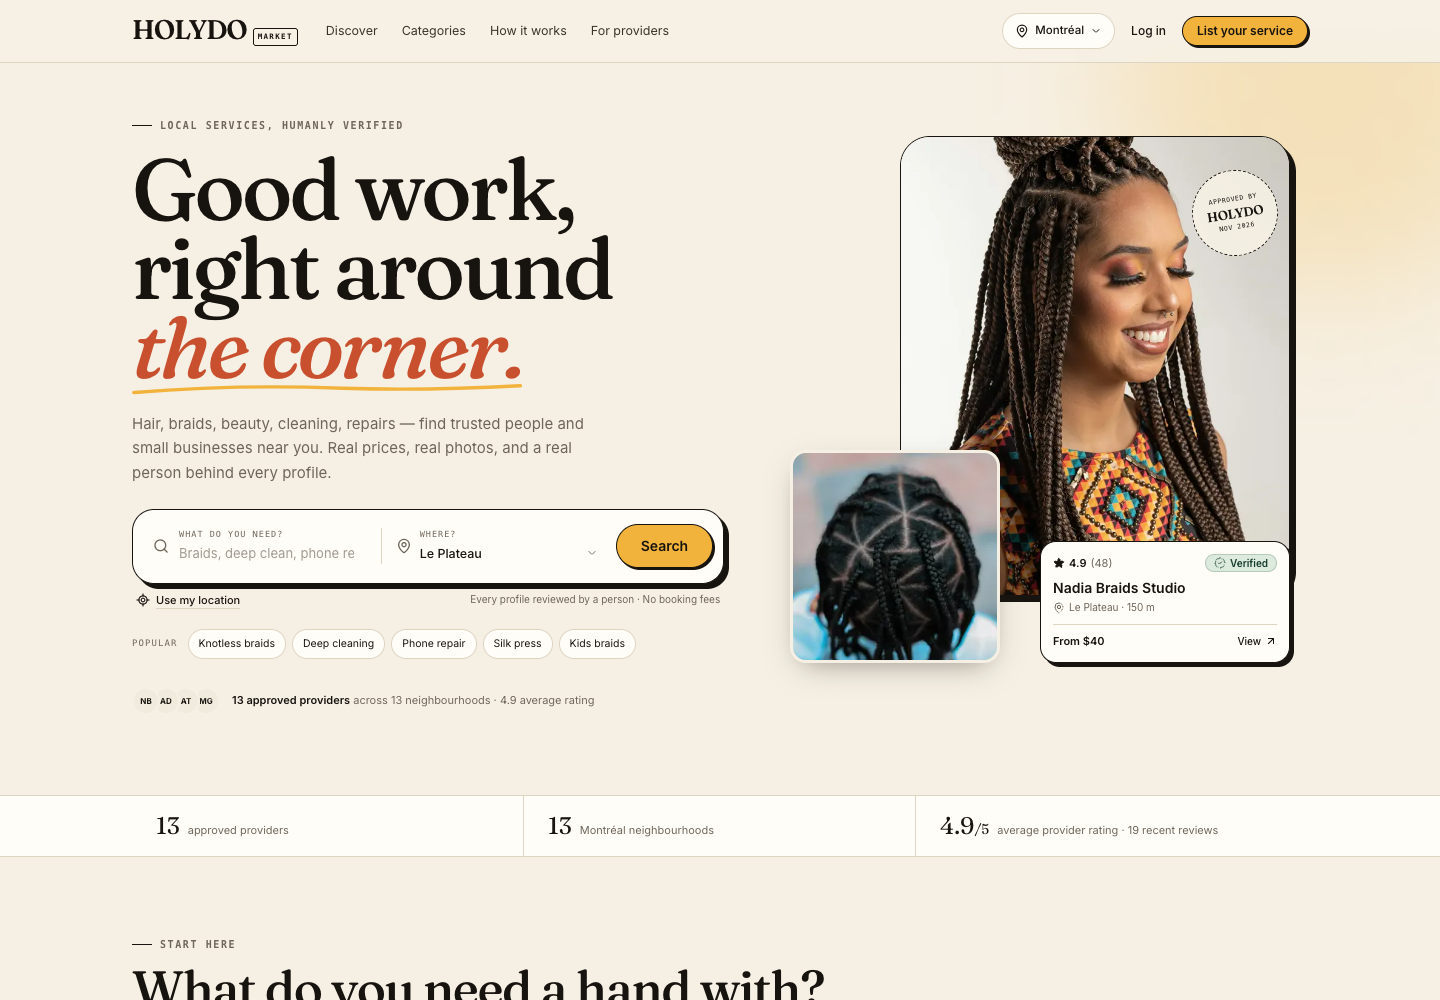 HOLYDO MARKET Discover Categories How it works For providers Montréal Log in List your service
LOCAL SERVICES, HUMANLY VERIFIED
Good work,
right around
the corner.
Hair, braids, beauty, cleaning, repairs — find trusted people and
small businesses near you. Real prices, real photos, and a real
person behind every profile.
WHAT DO YOU NEED?
Braids, deep clean, phone re
WHERE?
Le Plateau
Search
Use my location
Every profile reviewed by a person · No booking fees
POPULAR Knotless braids Deep cleaning Phone repair Silk press Kids braids
NB AD AT MG 13 approved providers across 13 neighbourhoods · 4.9 average rating
APPROVED BY
HOLYDO
NOV 2026
4.9 (48) Verified
Nadia Braids Studio
Le Plateau · 150 m
From $40 View
13 approved providers
13 Montréal neighbourhoods
4.9/5 average provider rating · 19 recent reviews
START HERE
What do you need a hand with?